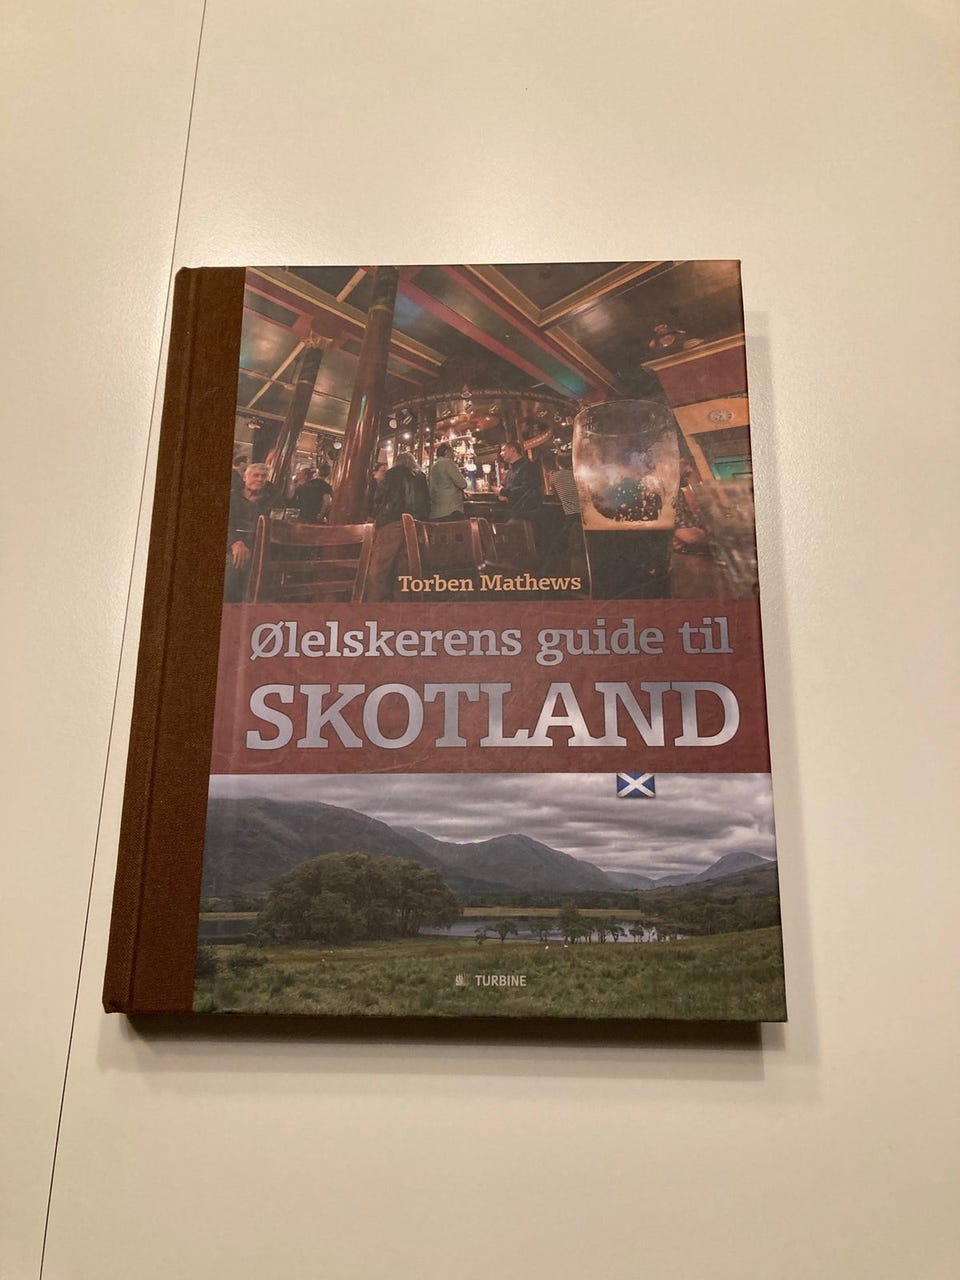 Torben Mathews
Ølelskerens guide til
SKOTLAND
TURBINE